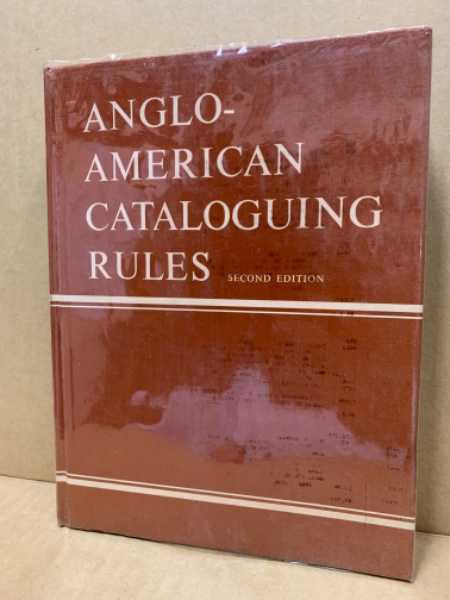 ANGLO-
AMERICAN
CATALOGUING
RULES SECOND EDITION